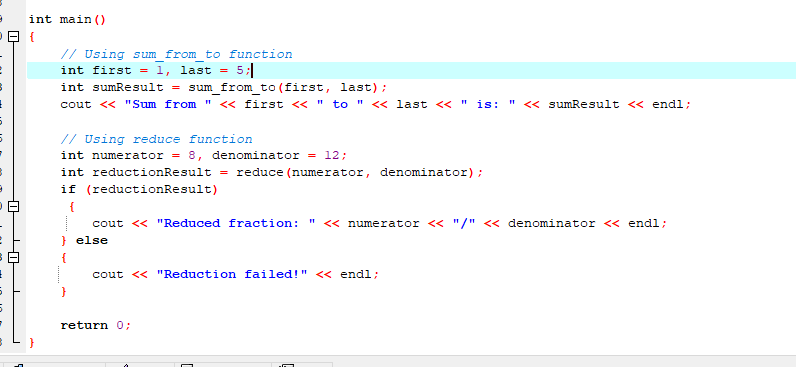 int main()
{
// Using sum_from_to function
int first = 1, last = 5;
int sumResult = sum_from_to(first, last);
cout << "Sum from " << first << " to " << last << " is: " << sumResult << endl;
// Using reduce function
int numerator = 8, denominator = 12;
int reductionResult = reduce(numerator, denominator);
if (reductionResult)
{
cout << "Reduced fraction: " << numerator << "/" << denominator << endl;
} else
{
cout << "Reduction failed!" << endl;
}
return 0;
}